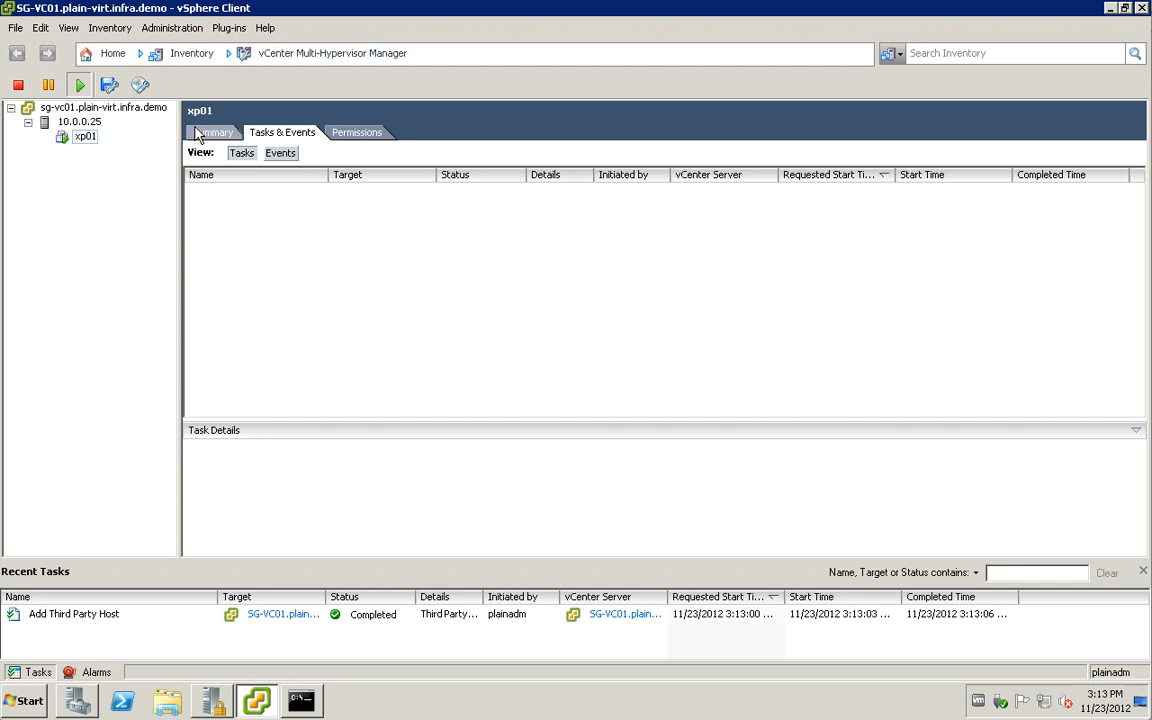 SG-VC01.plain-virt.infra.demo - vSphere Client
File Edit View Inventory Administration Plug-ins Help
Home Inventory vCenter Multi-Hypervisor Manager Search Inventory
sg-vc01.plain-virt.infra.demo
10.0.0.25
xp01
xp01
Summary Tasks & Events Permissions
View: Tasks Events
Name Target Status Details Initiated by vCenter Server Requested Start Ti... Start Time Completed Time
Task Details
Recent Tasks Name, Target or Status contains: Clear
Name Target Status Details Initiated by vCenter Server Requested Start Ti... Start Time Completed Time
Add Third Party Host SG-VC01.plain... Completed Third Party... plainadm SG-VC01.plain... 11/23/2012 3:13:00 ... 11/23/2012 3:13:03 ... 11/23/2012 3:13:06 ...
Tasks Alarms plainadm
Start C:\ 3:13 PM
11/23/2012